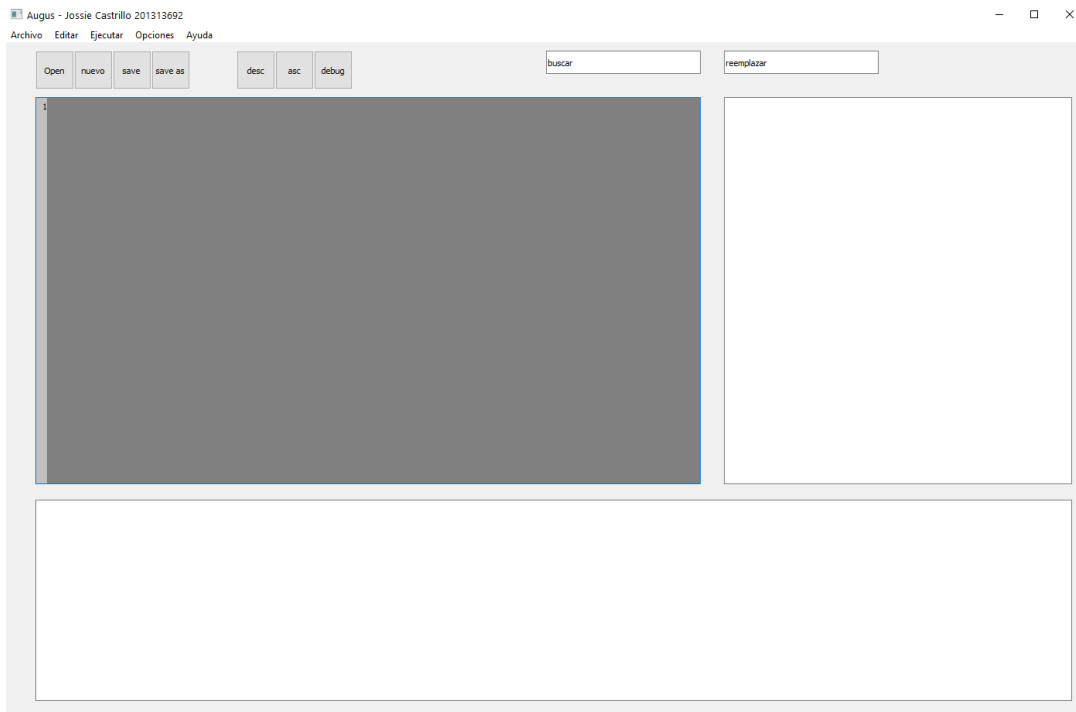 Augus - Jossie Castrillo 201313692
Archivo Editar Ejecutar Opciones Ayuda
Open nuevo save save as desc asc debug buscar reemplazar
1